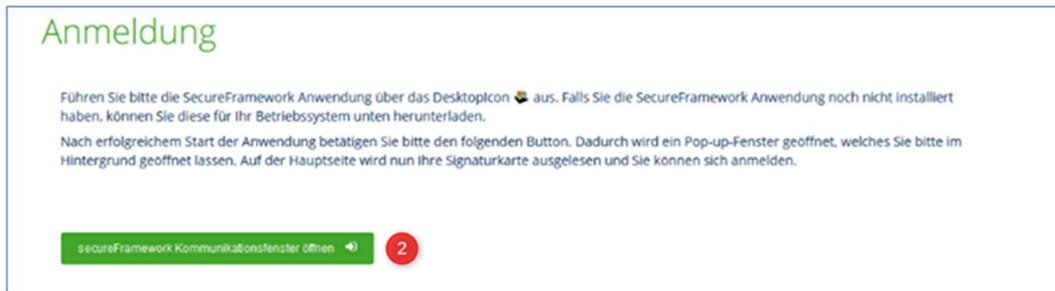 Anmeldung
Führen Sie bitte die SecureFramework Anwendung über das DesktopIcon aus. Falls Sie die SecureFramework Anwendung noch nicht installiert
haben, können Sie diese für Ihr Betriebssystem unten herunterladen.
Nach erfolgreichem Start der Anwendung betätigen Sie bitte den folgenden Button. Dadurch wird ein Pop-up-Fenster geöffnet, welches Sie bitte im
Hintergrund geöffnet lassen. Auf der Hauptseite wird nun Ihre Signaturkarte ausgelesen und Sie können sich anmelden.
secureFramework Kommunikationsfenster öffnen 2